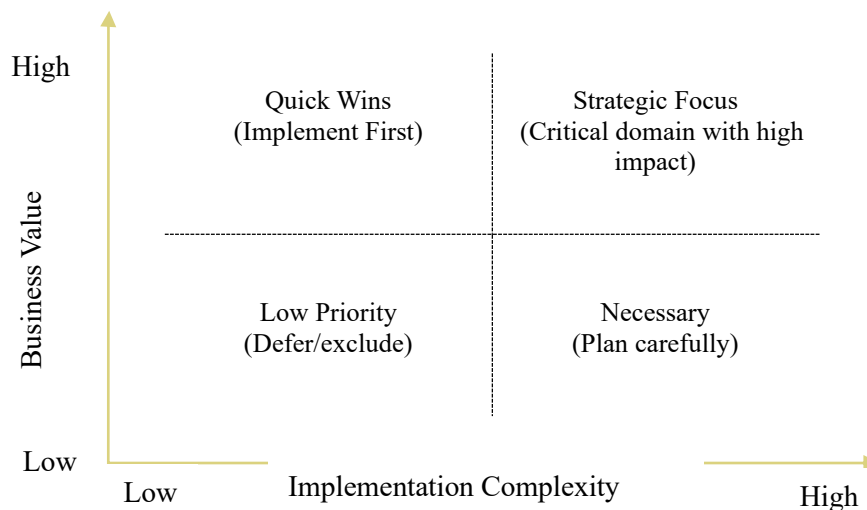 High
Quick Wins
(Implement First)
Strategic Focus
(Critical domain with high
impact)
Business Value
Low Priority
(Defer/exclude)
Necessary
(Plan carefully)
Low
Low
Implementation Complexity
High